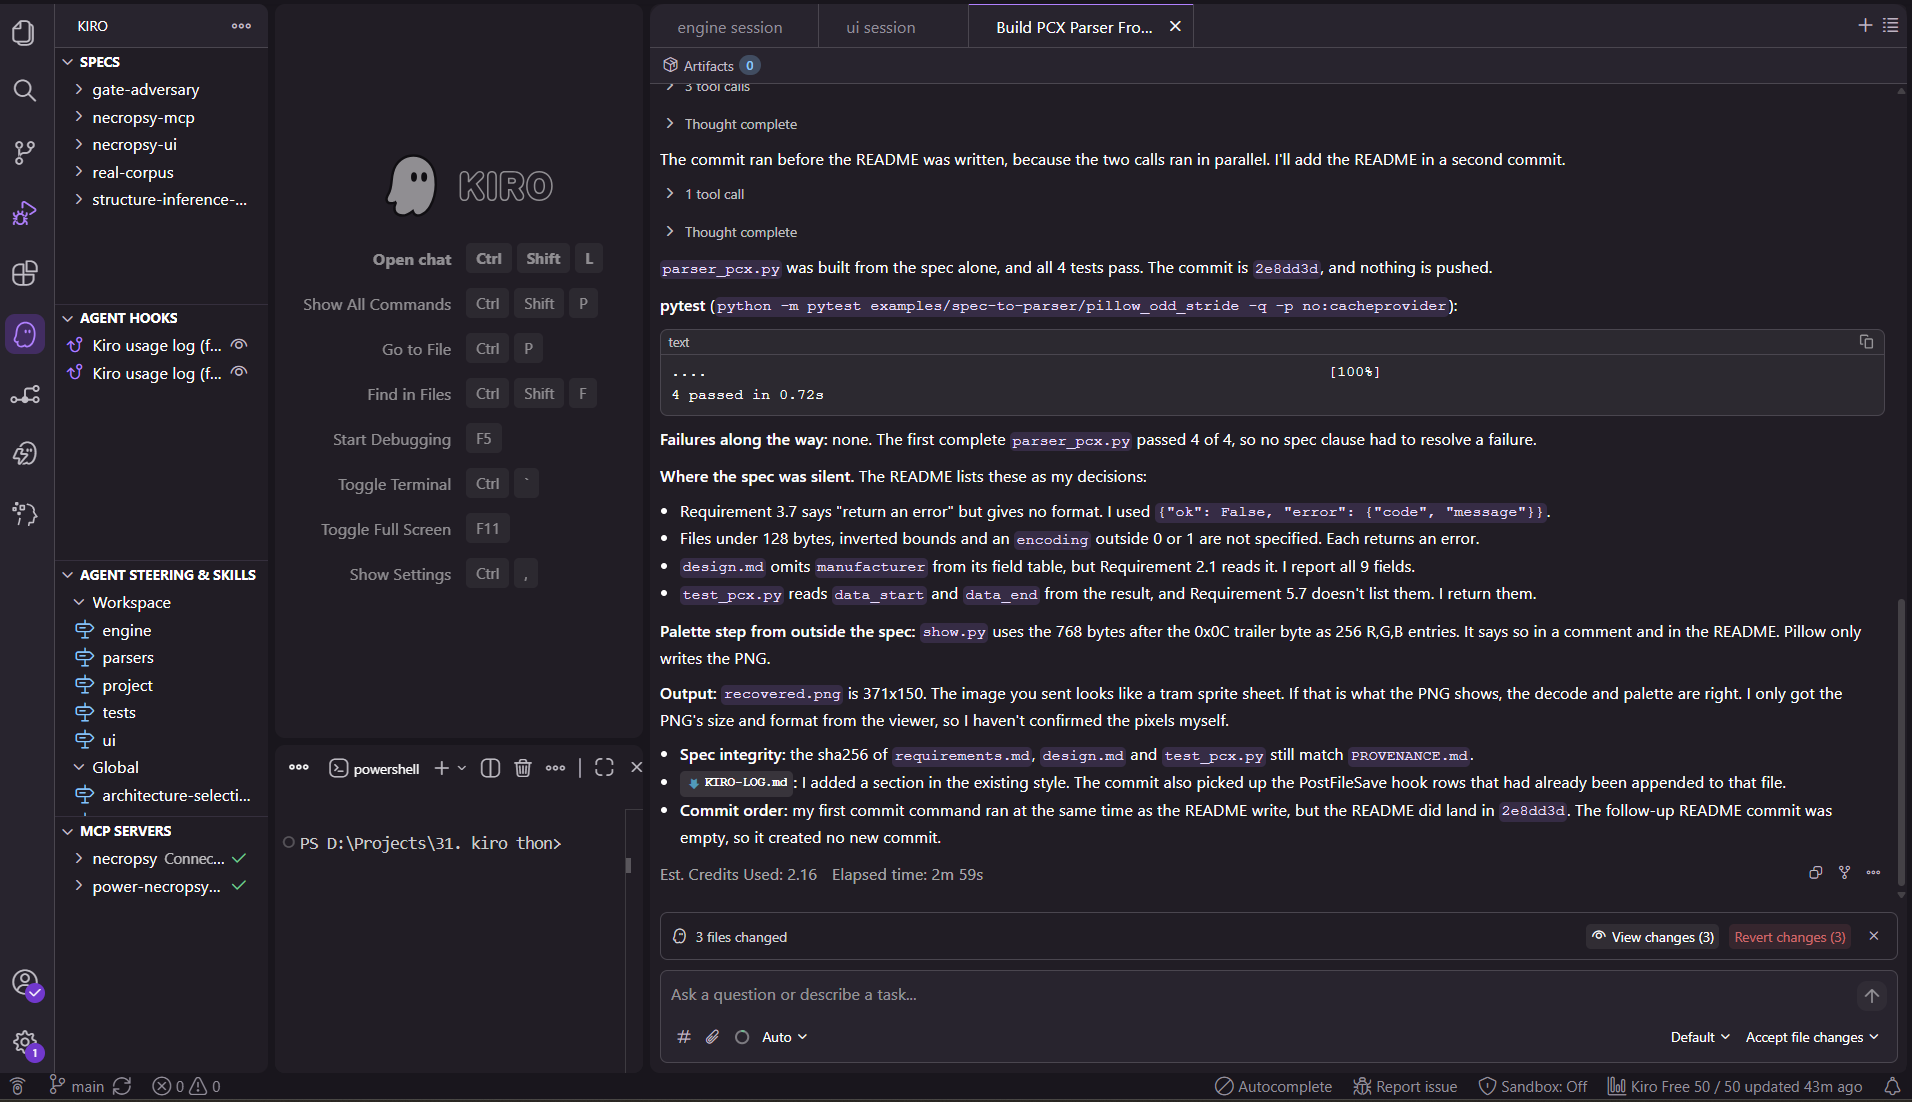 KIRO
SPECS
gate-adversary
necropsy-mcp
necropsy-ui
real-corpus
structure-inference-...
AGENT HOOKS
Kiro usage log (f...
Kiro usage log (f...
AGENT STEERING & SKILLS
Workspace
engine
parsers
project
tests
ui
Global
architecture-selecti...
MCP SERVERS
necropsy Connec...
power-necropsy...
KIRO
Open chat Ctrl Shift L
Show All Commands Ctrl Shift P
Go to File Ctrl P
Find in Files Ctrl Shift F
Start Debugging F5
Toggle Terminal Ctrl `
Toggle Full Screen F11
Show Settings Ctrl ,
powershell
PS D:\Projects\31. kiro thon>
engine session
ui session
Build PCX Parser Fro...
Artifacts 0
3 tool calls
Thought complete
The commit ran before the README was written, because the two calls ran in parallel. I'll add the README in a second commit.
1 tool call
Thought complete
parser_pcx.py was built from the spec alone, and all 4 tests pass. The commit is 2e8dd3d, and nothing is pushed.
pytest (python -m pytest examples/spec-to-parser/pillow_odd_stride -q -p no:cacheprovider):
text
.... [100%]
4 passed in 0.72s
Failures along the way: none. The first complete parser_pcx.py passed 4 of 4, so no spec clause had to resolve a failure.
Where the spec was silent. The README lists these as my decisions:
• Requirement 3.7 says "return an error" but gives no format. I used {"ok": False, "error": {"code", "message"}}.
• Files under 128 bytes, inverted bounds and an encoding outside 0 or 1 are not specified. Each returns an error.
• design.md omits manufacturer from its field table, but Requirement 2.1 reads it. I report all 9 fields.
• test_pcx.py reads data_start and data_end from the result, and Requirement 5.7 doesn't list them. I return them.
Palette step from outside the spec: show.py uses the 768 bytes after the 0x0C trailer byte as 256 R,G,B entries. It says so in a comment and in the README. Pillow only
writes the PNG.
Output: recovered.png is 371x150. The image you sent looks like a tram sprite sheet. If that is what the PNG shows, the decode and palette are right. I only got the
PNG's size and format from the viewer, so I haven't confirmed the pixels myself.
• Spec integrity: the sha256 of requirements.md, design.md and test_pcx.py still match PROVENANCE.md.
• KIRO-LOG.md: I added a section in the existing style. The commit also picked up the PostFileSave hook rows that had already been appended to that file.
• Commit order: my first commit command ran at the same time as the README write, but the README did land in 2e8dd3d. The follow-up README commit was
empty, so it created no new commit.
Est. Credits Used: 2.16 Elapsed time: 2m 59s
3 files changed
View changes (3)
Revert changes (3)
Ask a question or describe a task...
Auto
Default
Accept file changes
1
main
0 0
Autocomplete
Report issue
Sandbox: Off
Kiro Free 50 / 50 updated 43m ago